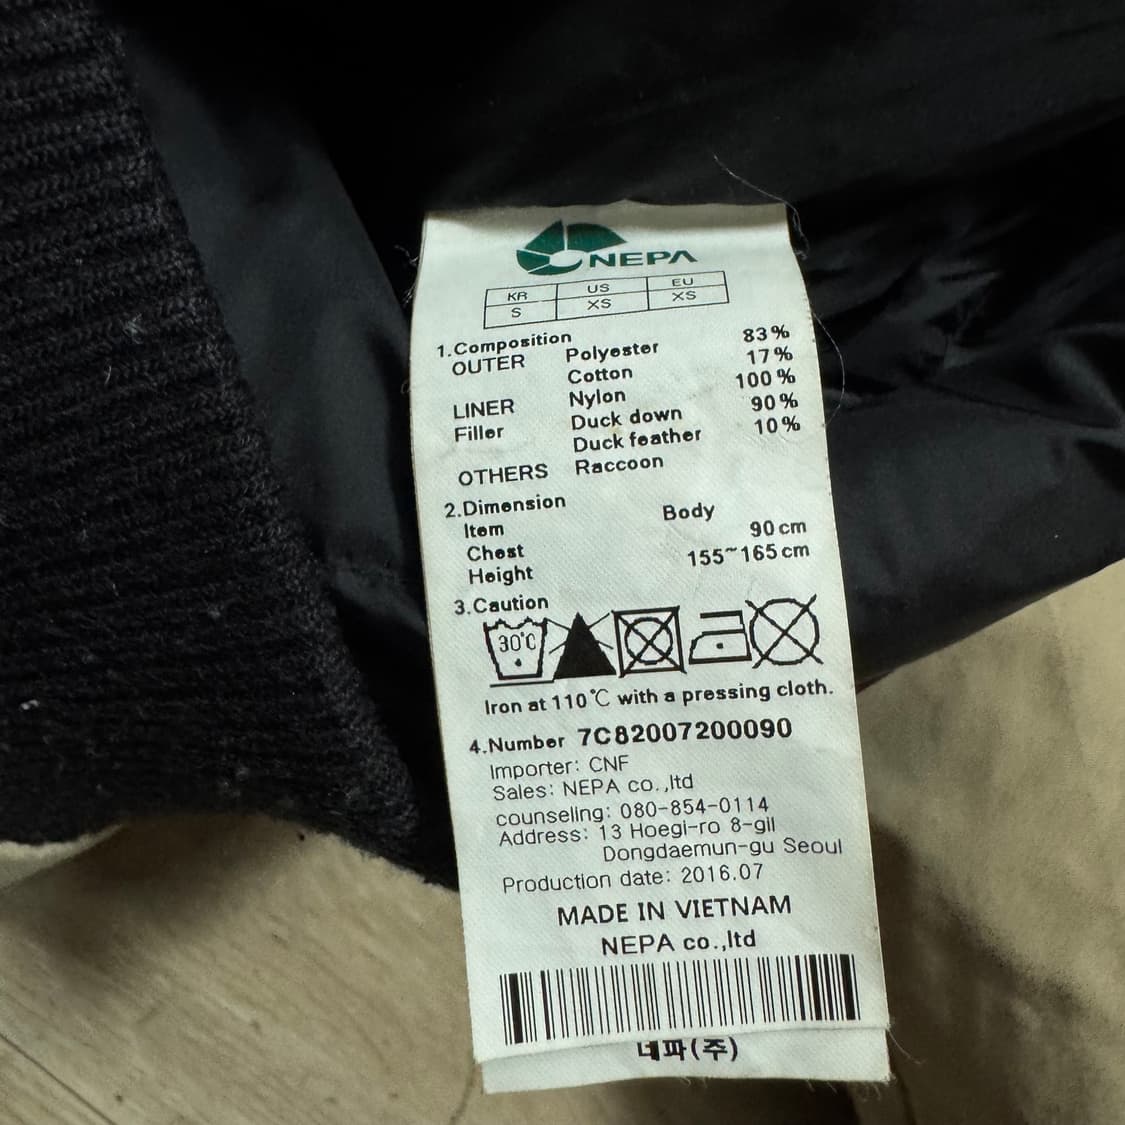 NEPA
KR US EU
S XS XS
1.Composition
OUTER Polyester 83%
Cotton 17%
LINER Nylon 100%
Filler Duck down 90%
Duck feather 10%
OTHERS Raccoon
2.Dimension
Item Body
Chest 90cm
Height 155~165cm
3.Caution
30℃
Iron at 110℃ with a pressing cloth.
4.Number 7C82007200090
Importer: CNF
Sales: NEPA co.,ltd
counseling: 080-854-0114
Address: 13 Hoegi-ro 8-gil
Dongdaemun-gu Seoul
Production date: 2016.07
MADE IN VIETNAM
NEPA co.,ltd
네파(주)